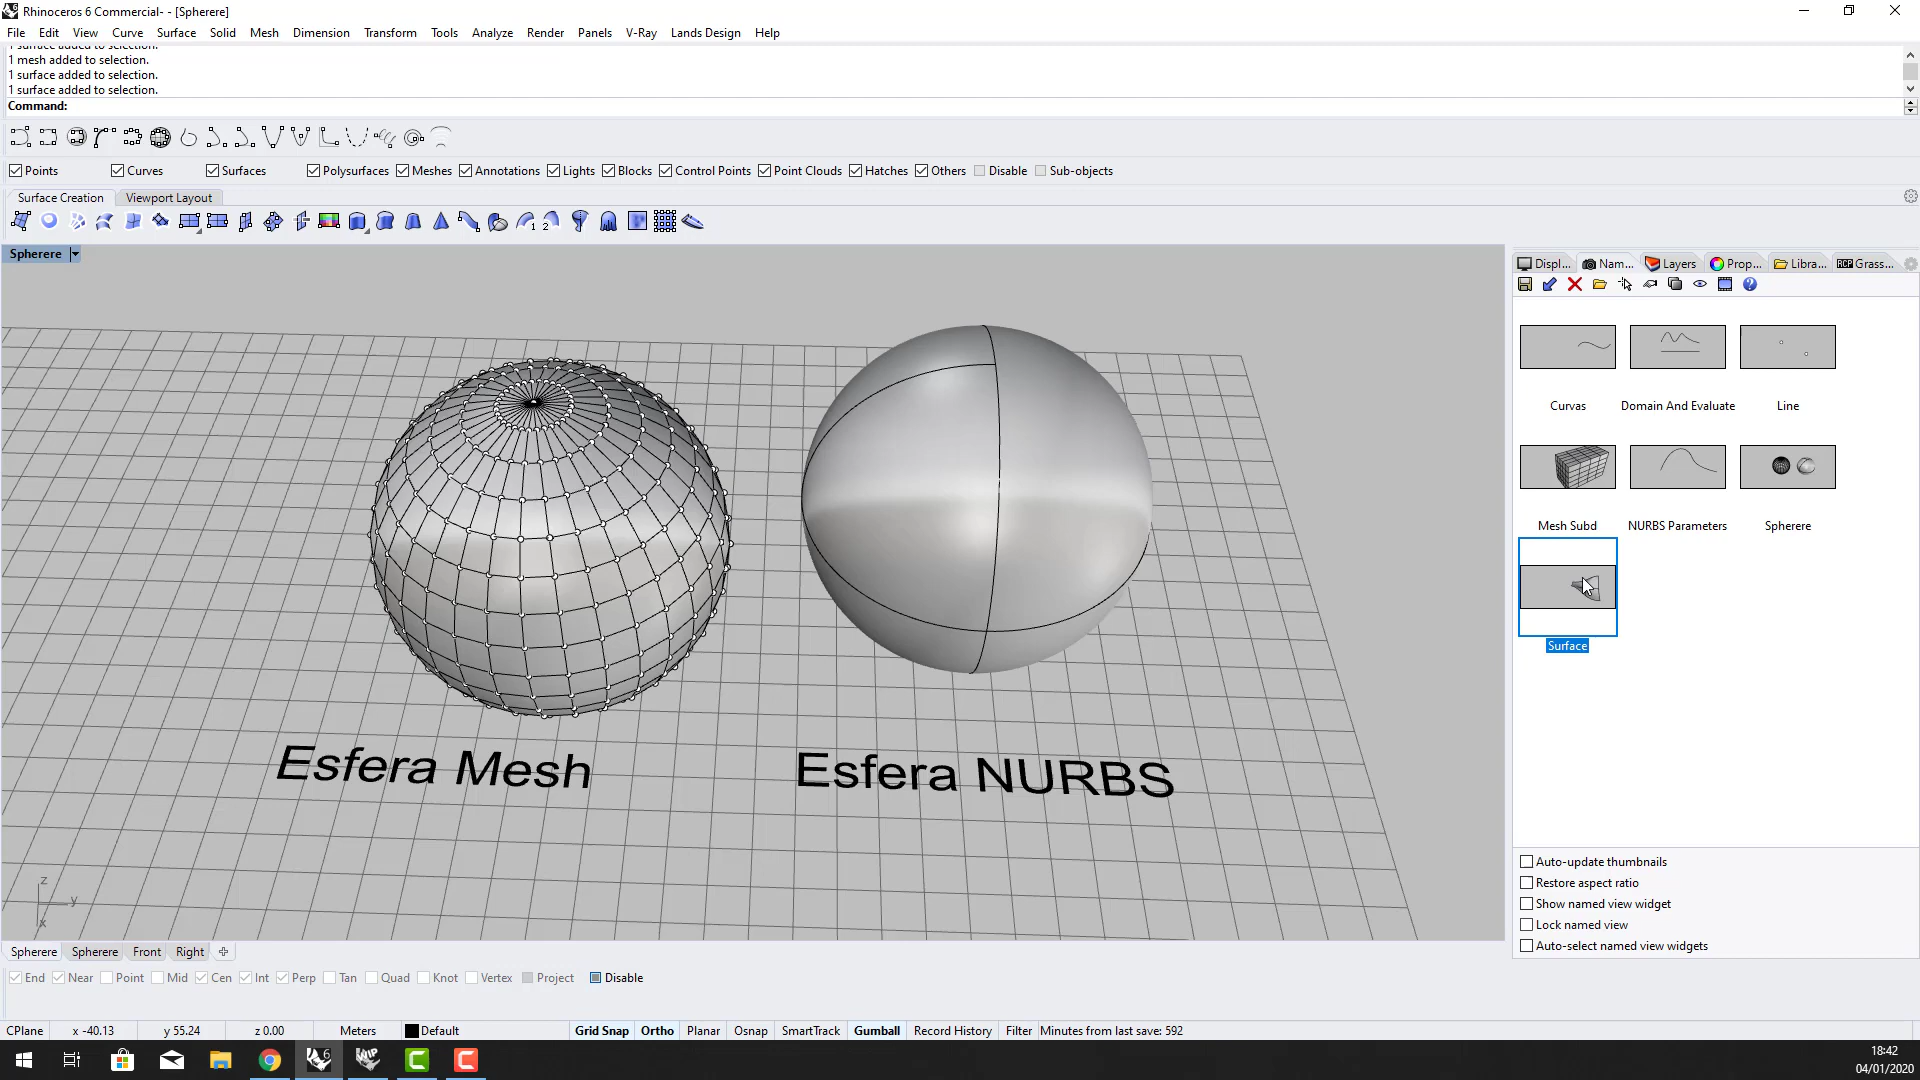 Rhinoceros 6 Commercial- - [Spherere]
File Edit View Curve Surface Solid Mesh Dimension Transform Tools Analyze Render Panels V-Ray Lands Design Help
1 surface added to selection.
1 mesh added to selection.
1 surface added to selection.
1 surface added to selection.
Command:
Points Curves Surfaces Polysurfaces Meshes Annotations Lights Blocks Control Points Point Clouds Hatches Others Disable Sub-objects
Surface Creation Viewport Layout
Spherere
Displ... Nam... Layers Prop... Libra... Grass...
Curvas Domain And Evaluate Line
Mesh Subd NURBS Parameters Spherere
Surface
Esfera Mesh Esfera NURBS
Auto-update thumbnails
Restore aspect ratio
Show named view widget
Lock named view
Auto-select named view widgets
z
y
x
Spherere Spherere Front Right
End Near Point Mid Cen Int Perp Tan Quad Knot Vertex Project Disable
CPlane x -40.13 y 55.24 z 0.00 Meters Default Grid Snap Ortho Planar Osnap SmartTrack Gumball Record History Filter Minutes from last save: 592
18:42
04/01/2020